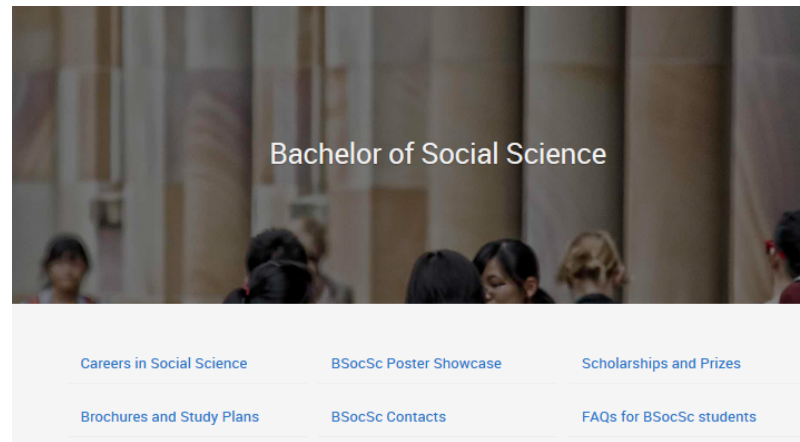 Bachelor of Social Science
Careers in Social Science
BSocSc Poster Showcase
Scholarships and Prizes
Brochures and Study Plans
BSocSc Contacts
FAQs for BSocSc students